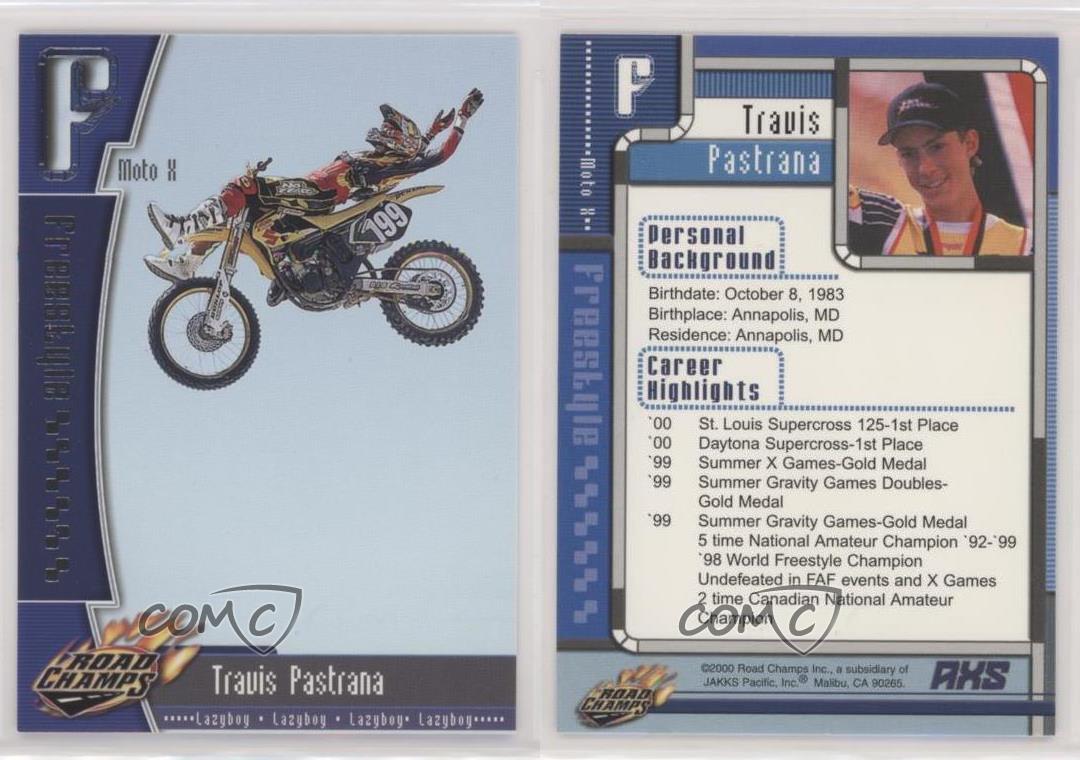 F
Moto X
Freestyle
199
ROAD
CHAMPS
Travis Pastrana
Lazyboy • Lazyboy • Lazyboy • Lazyboy
COMC
F
Moto X
Freestyle
Travis
Pastrana
Personal
Background
Birthdate: October 8, 1983
Birthplace: Annapolis, MD
Residence: Annapolis, MD
Career
Highlights
`00 St. Louis Supercross 125-1st Place
`00 Daytona Supercross-1st Place
`99 Summer X Games-Gold Medal
`99 Summer Gravity Games Doubles-
Gold Medal
`99 Summer Gravity Games-Gold Medal
5 time National Amateur Champion `92-`99
`98 World Freestyle Champion
Undefeated in FAF events and X Games
2 time Canadian National Amateur
Champion
COMC
ROAD
CHAMPS
©2000 Road Champs Inc., a subsidiary of
JAKKS Pacific, Inc.® Malibu, CA 90265.
AXS